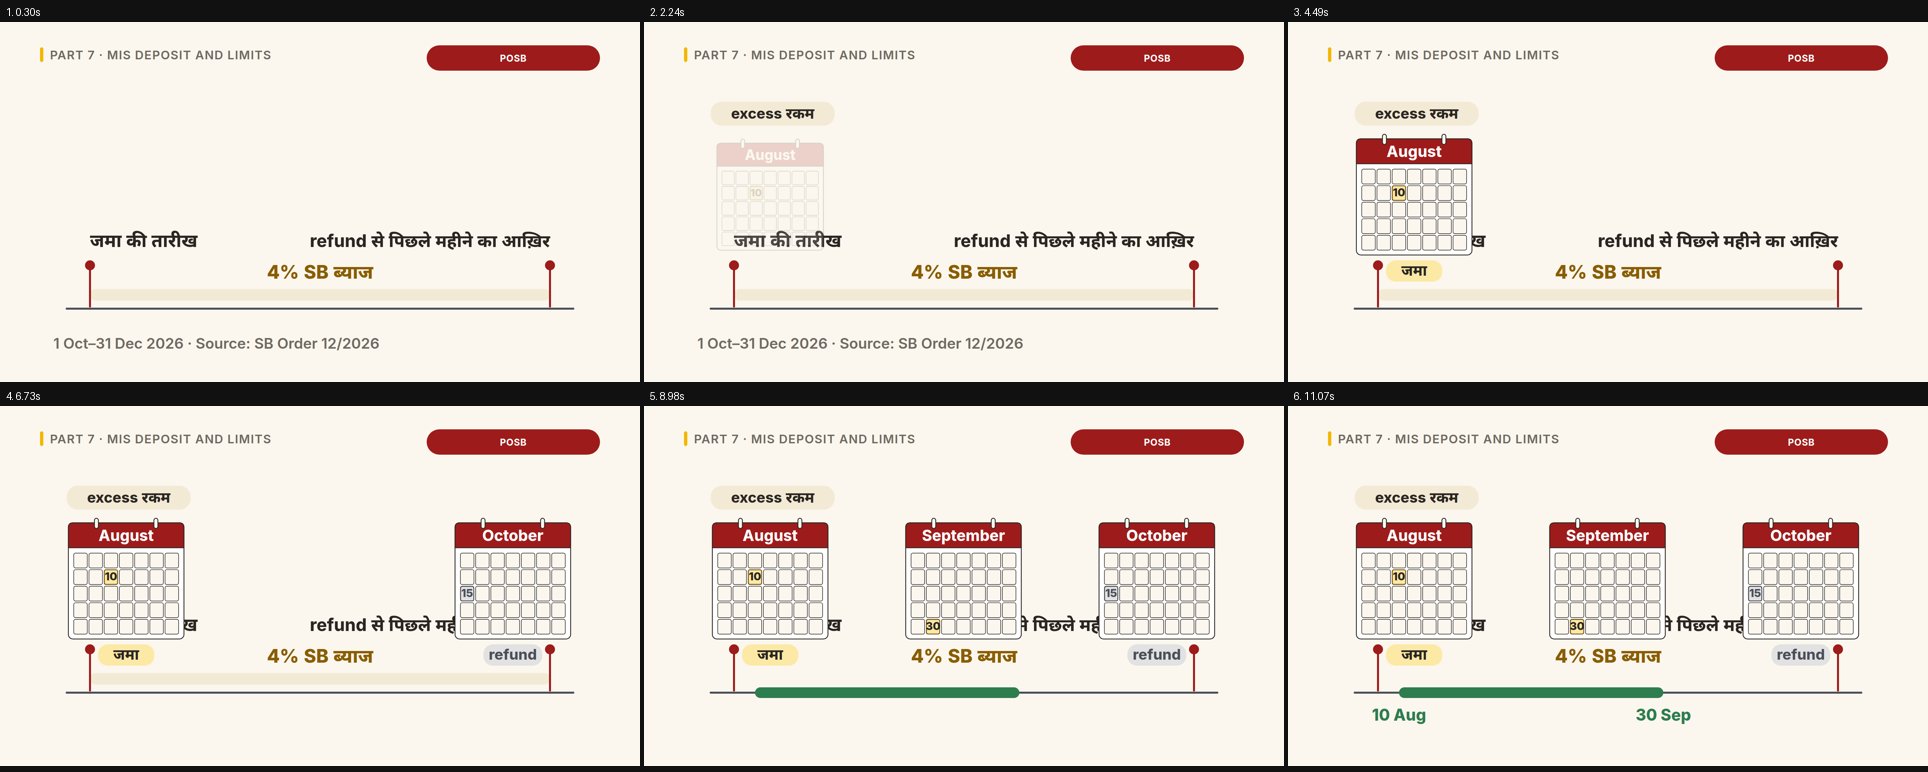 1. 0.30s
PART 7 · MIS DEPOSIT AND LIMITS
POSB
जमा की तारीख
refund से पिछले महीने का आख़िर
4% SB ब्याज
1 Oct–31 Dec 2026 · Source: SB Order 12/2026
2. 2.24s
PART 7 · MIS DEPOSIT AND LIMITS
POSB
excess रकम
August
10
जमा की तारीख
refund से पिछले महीने का आख़िर
4% SB ब्याज
1 Oct–31 Dec 2026 · Source: SB Order 12/2026
3. 4.49s
PART 7 · MIS DEPOSIT AND LIMITS
POSB
excess रकम
August
10
ख
refund से पिछले महीने का आख़िर
जमा
4% SB ब्याज
4. 6.73s
PART 7 · MIS DEPOSIT AND LIMITS
POSB
excess रकम
August
October
10
15
ख
refund से पिछले
जमा
4% SB ब्याज
refund
5. 8.98s
PART 7 · MIS DEPOSIT AND LIMITS
POSB
excess रकम
August
September
October
10
15
30
ख
पिछले
जमा
4% SB ब्याज
refund
6. 11.07s
PART 7 · MIS DEPOSIT AND LIMITS
POSB
excess रकम
August
September
October
10
15
30
ख
पिछले
जमा
4% SB ब्याज
refund
10 Aug
30 Sep